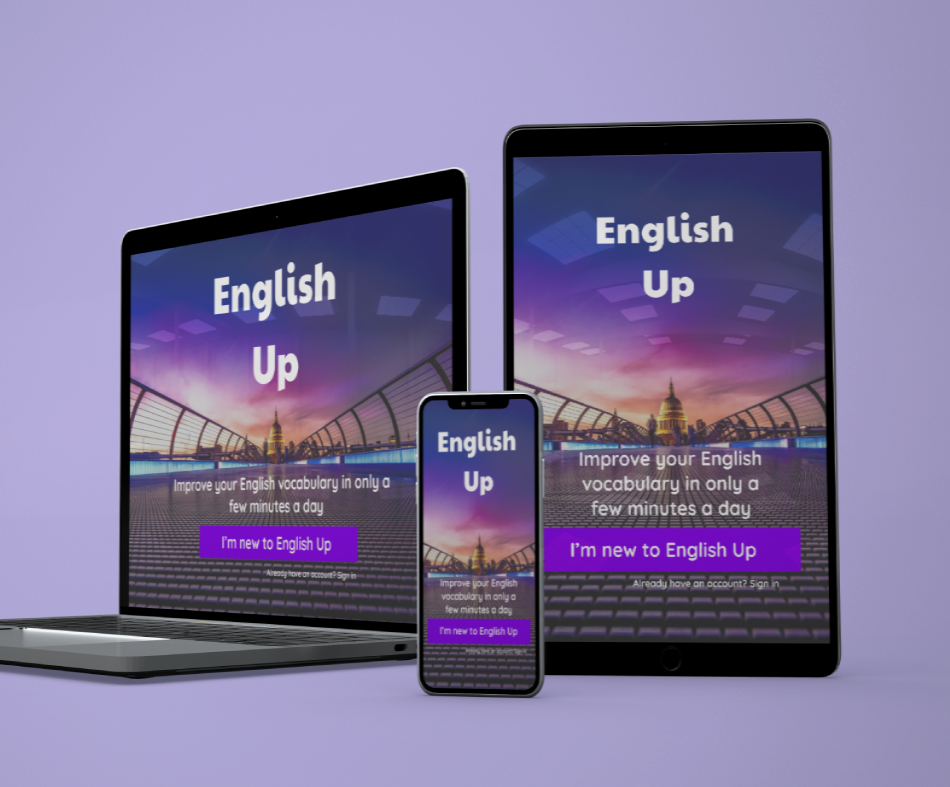 English
Up
Improve your English vocabulary in only a
few minutes a day
I'm new to English Up
Already have an account? Sign in
English
Up
Improve your English
vocabulary in only a
few minutes a day
I'm new to English Up
English
Up
Improve your English
vocabulary in only a
few minutes a day
I'm new to English Up
Already have an account? Sign in